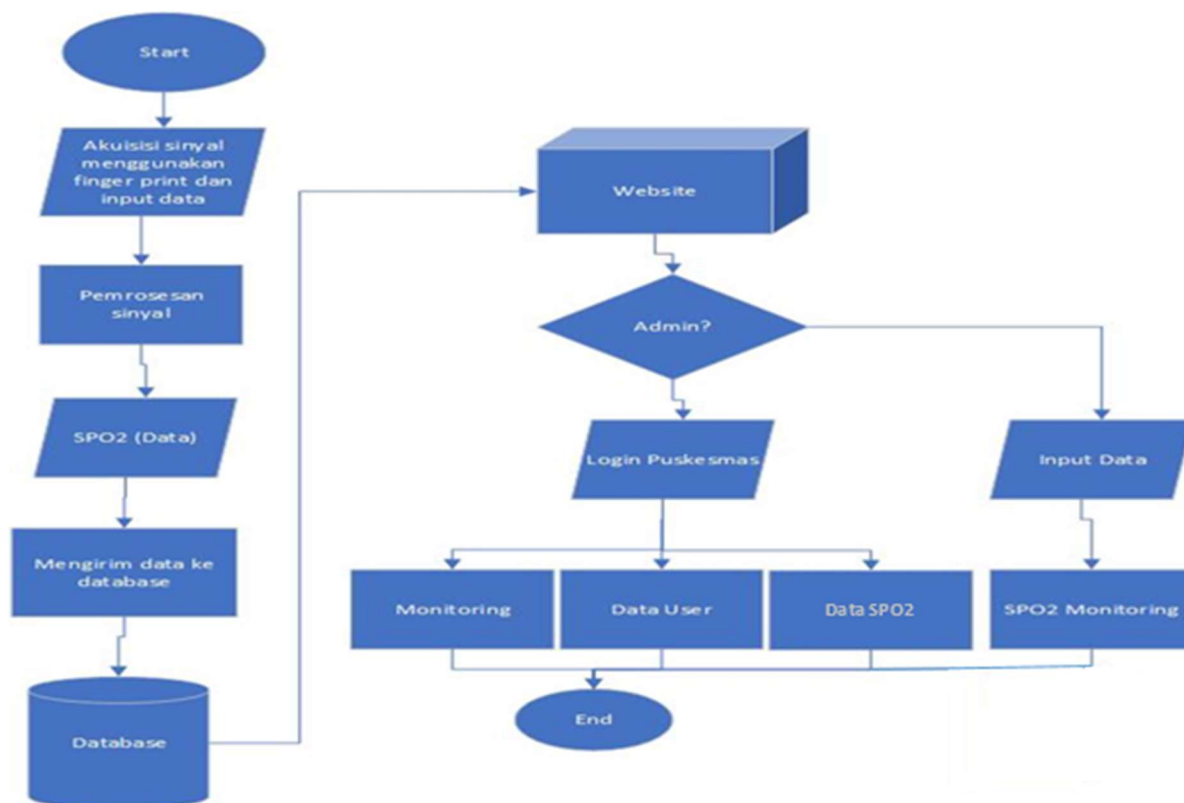 Start
Akuisisi sinyal
menggunakan
finger print dan
input data
Pemrosesan
sinyal
SPO2 (Data)
Mengirim data ke
database
Database
Website
Admin?
Login Puskesmas
Input Data
Monitoring
Data User
Data SPO2
SPO2 Monitoring
End